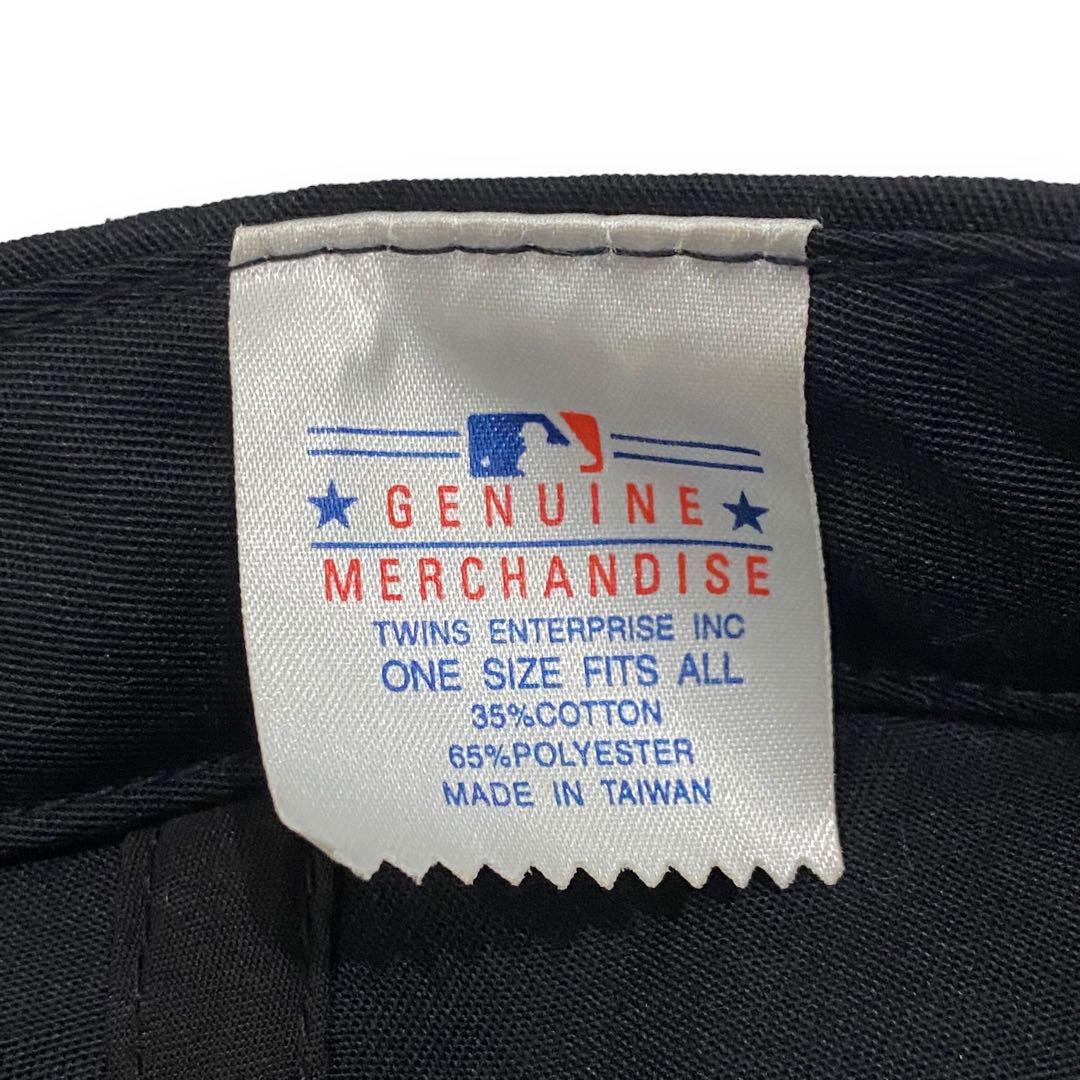 GENUINE
MERCHANDISE
TWINS ENTERPRISE INC
ONE SIZE FITS ALL
35%COTTON
65%POLYESTER
MADE IN TAIWAN